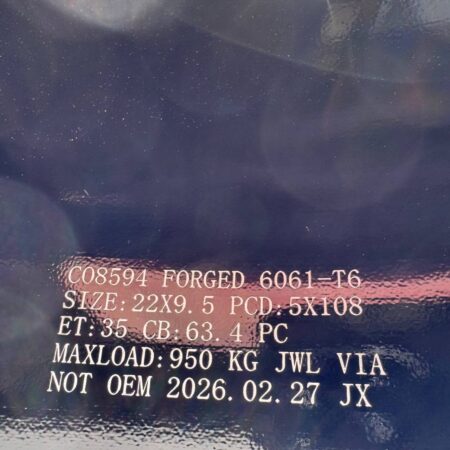 CO8594 FORGED 6061-T6
SIZE:22X9.5 PCD:5X108
ET:35 CB:63.4 PC
MAXLOAD:950 KG JWL VIA
NOT OEM 2026.02.27 JX